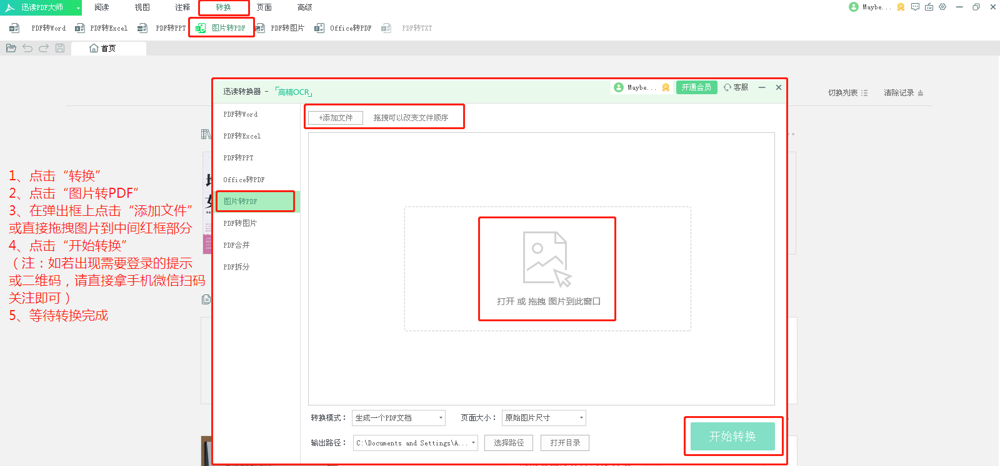 迅读PDF大师
阅读
视图
注释
转换
页面
高级
Maybe...
PDF转Word
PDF转Excel
PDF转PPT
图片转PDF
PDF转图片
Office转PDF
PDF转TXT
首页
切换列表
清除记录
1、点击“转换”
2、点击“图片转PDF”
3、在弹出框上点击“添加文件”
或直接拖拽图片到中间红框部分
4、点击“开始转换”
（注：如若出现需要登录的提示
或二维码，请直接拿手机微信扫码
关注即可）
5、等待转换完成
迅读转换器 - 「高精OCR」
Maybe...
开通会员
客服
PDF转Word
PDF转Excel
PDF转PPT
Office转PDF
图片转PDF
PDF转图片
PDF合并
PDF拆分
+添加文件
拖拽可以改变文件顺序
打开 或 拖拽 图片到此窗口
转换模式：
生成一个PDF文档
页面大小：
原始图片尺寸
输出路径：
C:\Documents and Settings\A...
选择路径
打开目录
开始转换